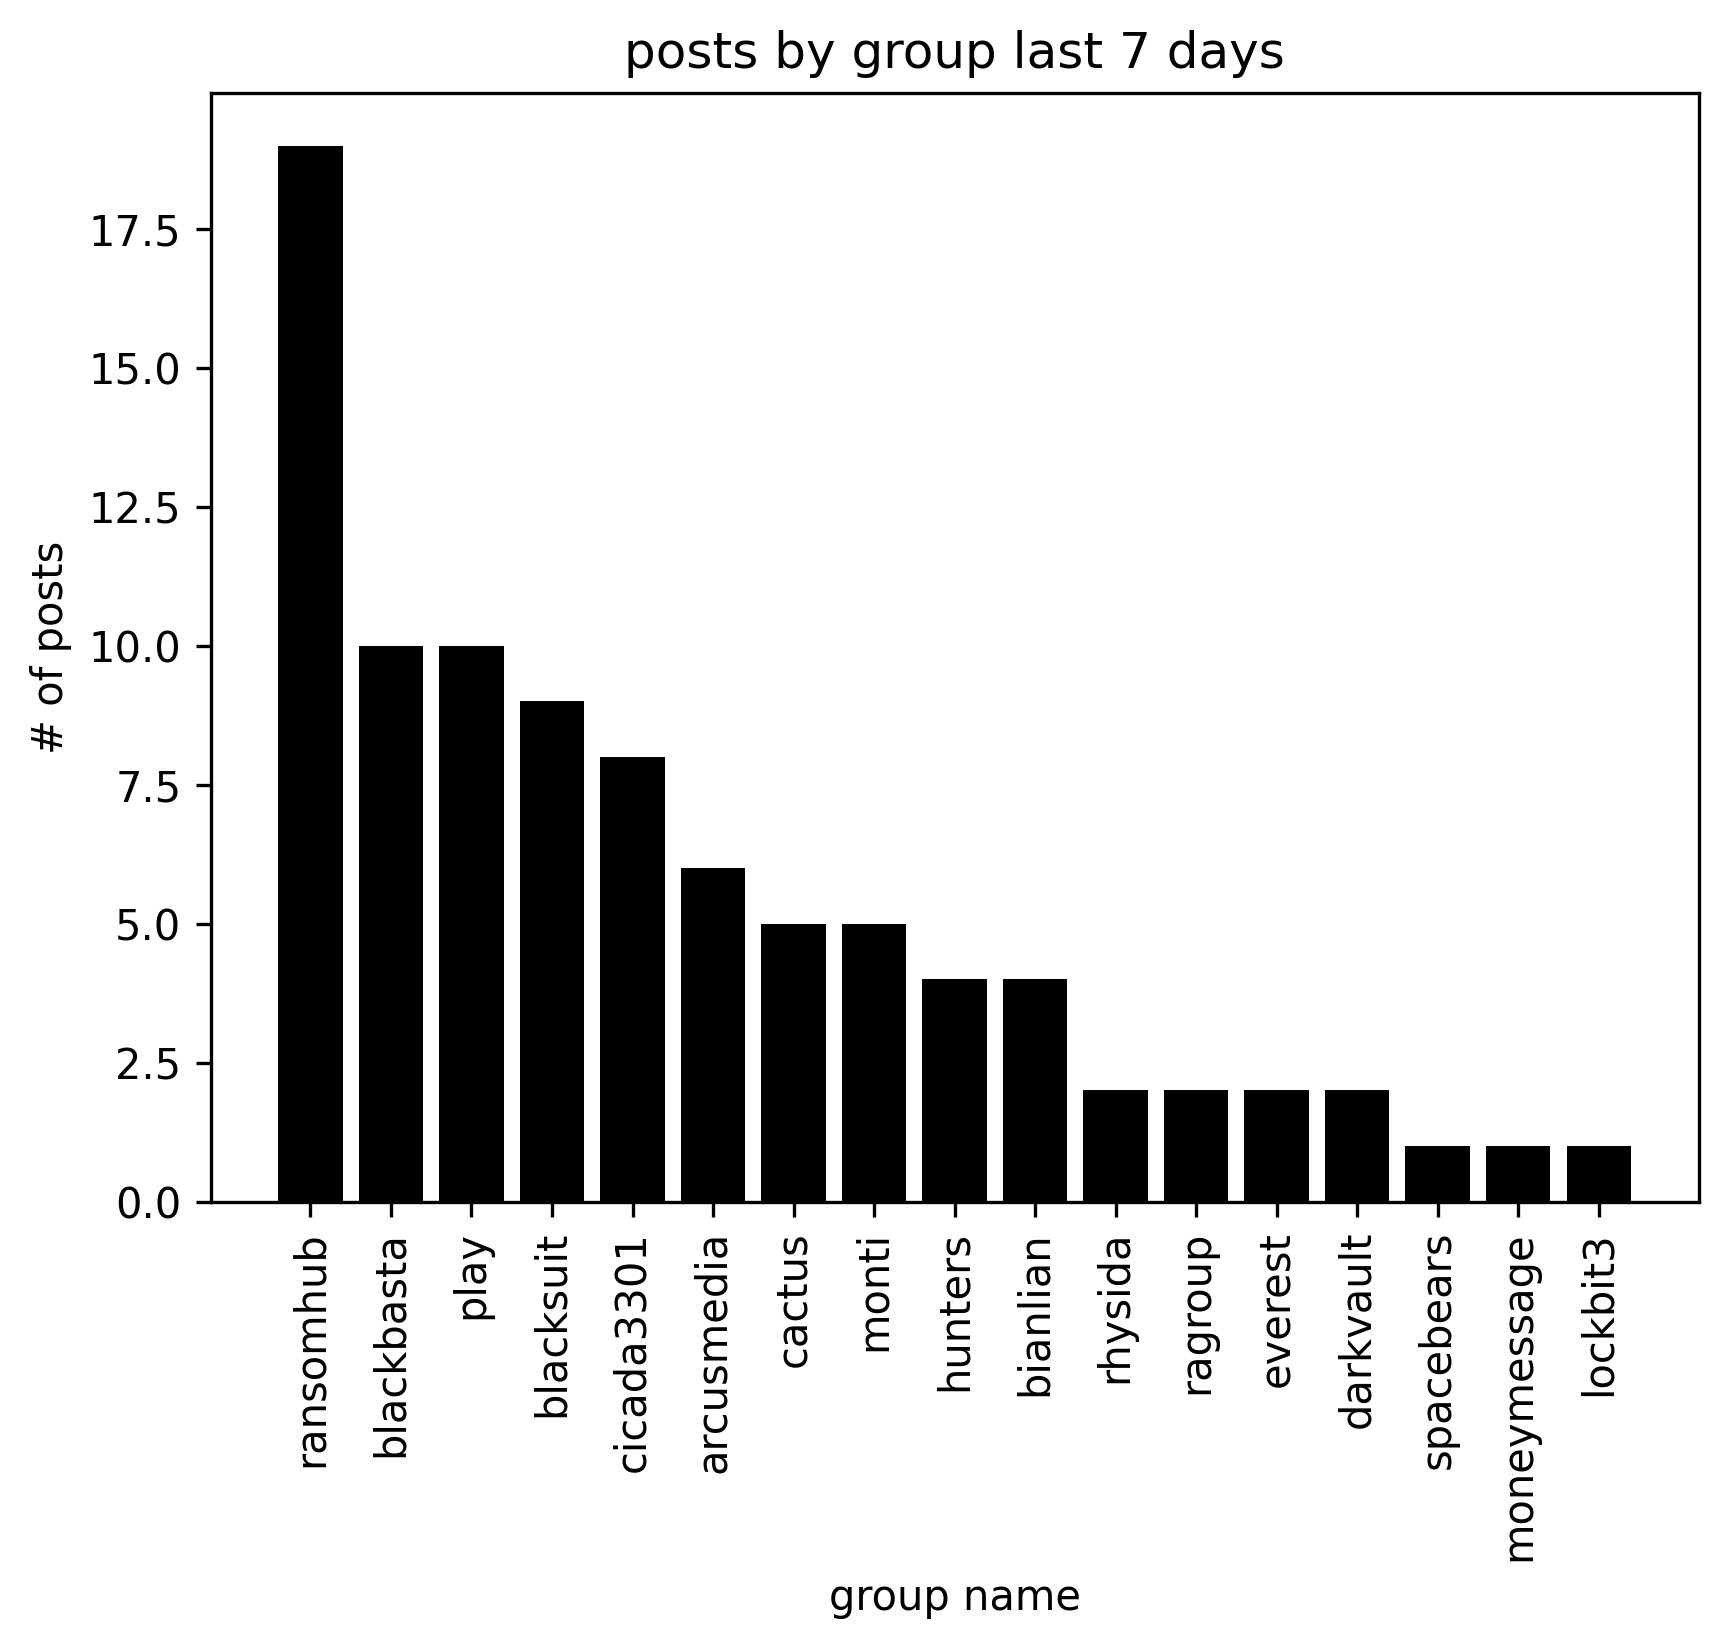 posts by group last 7 days
# of posts
17.5
15.0
12.5
10.0
7.5
5.0
2.5
0.0
ransomhub
blackbasta
play
blacksuit
cicada3301
arcusmedia
cactus
monti
hunters
bianlian
rhysida
ragroup
everest
darkvault
spacebears
moneymessage
lockbit3
group name